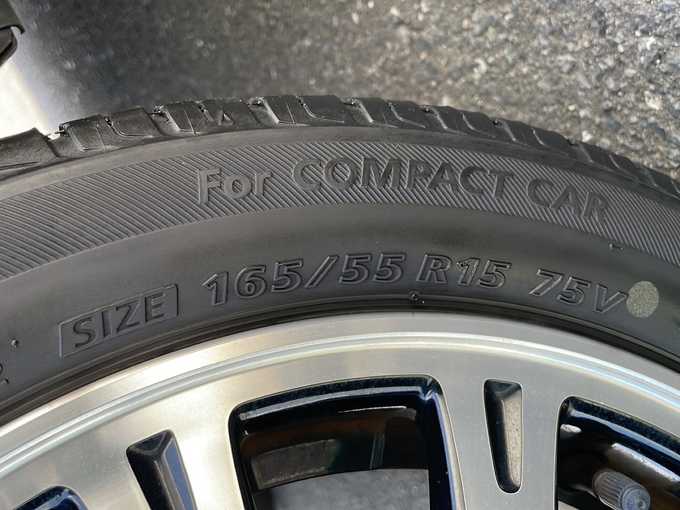 For COMPACT CAR
SIZE 165/55 R15 75V